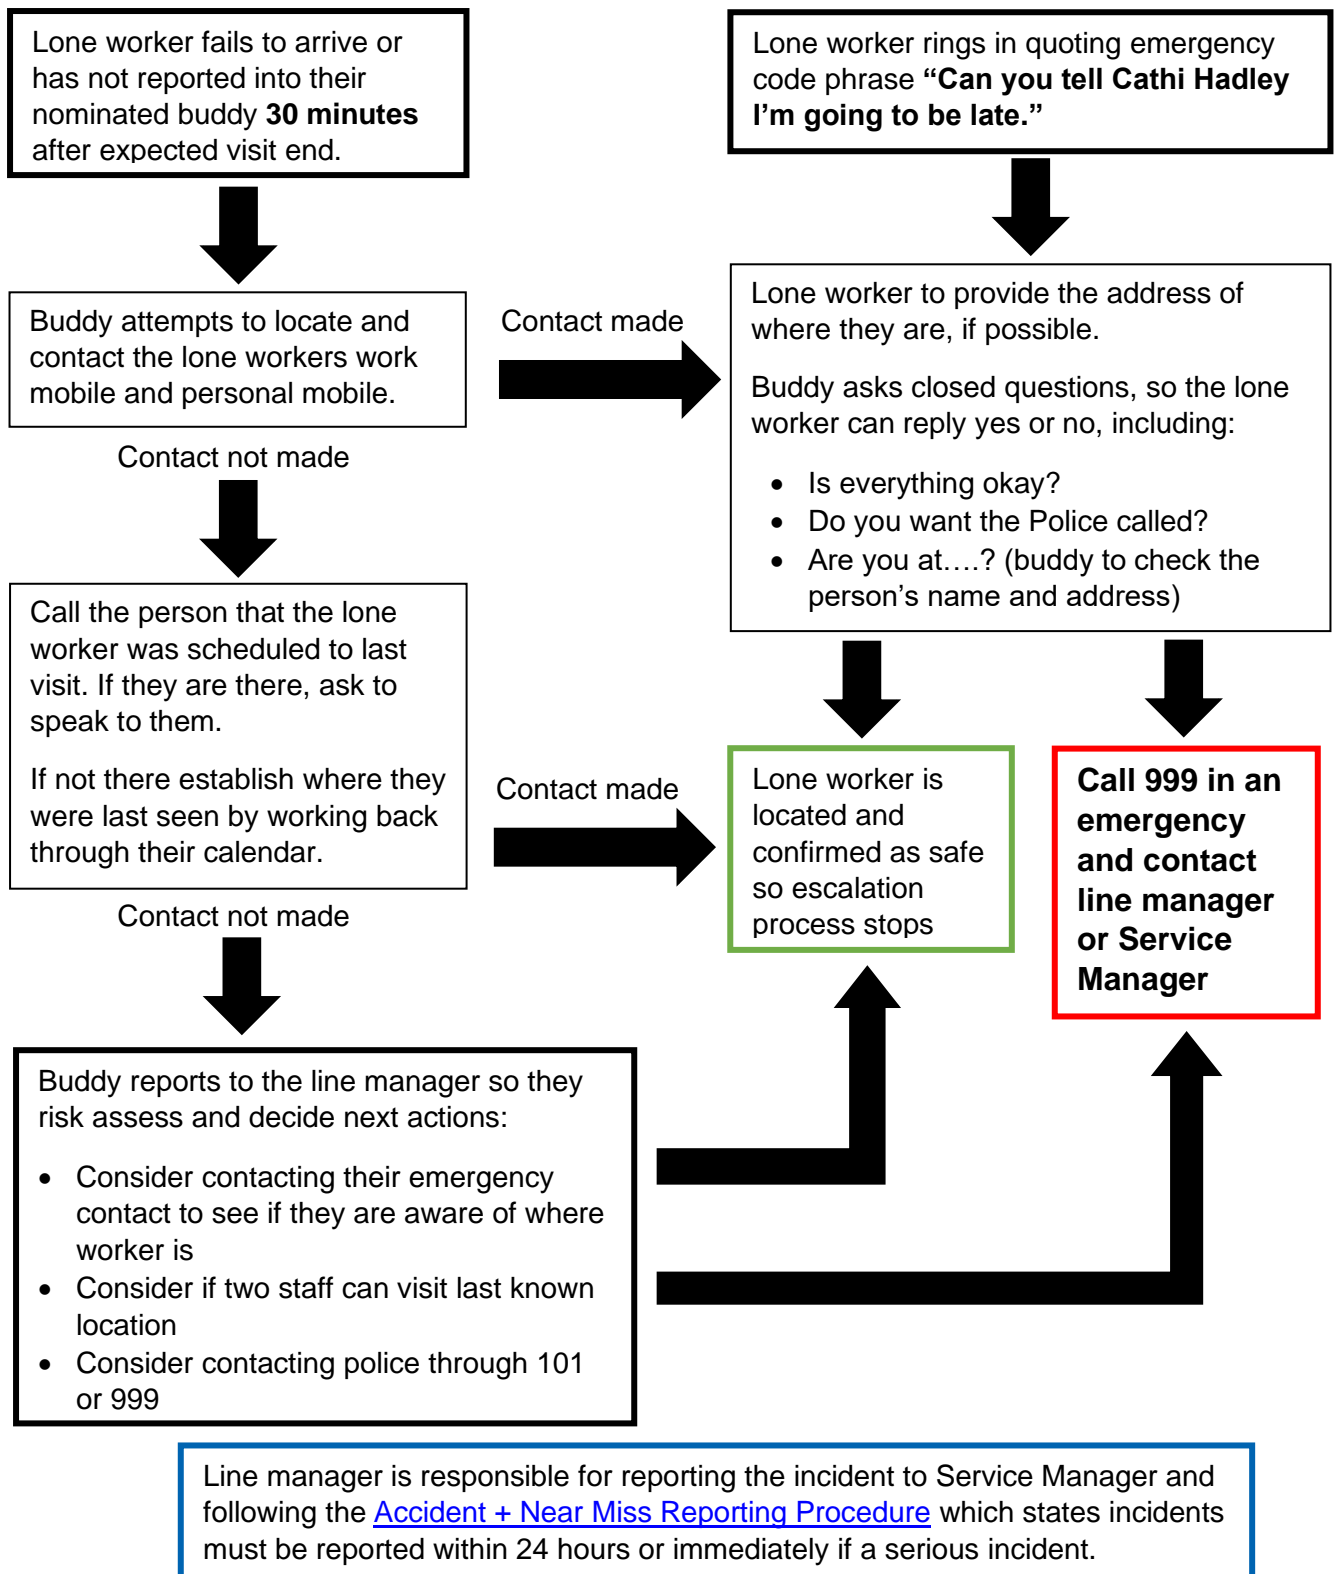 Lone worker fails to arrive or
has not reported into their
nominated buddy 30 minutes
after expected visit end.
Lone worker rings in quoting emergency
code phrase “Can you tell Cathi Hadley
I’m going to be late.”
Buddy attempts to locate and
contact the lone workers work
mobile and personal mobile.
Contact made
Lone worker to provide the address of
where they are, if possible.
Buddy asks closed questions, so the lone
worker can reply yes or no, including:
• Is everything okay?
• Do you want the Police called?
• Are you at….? (buddy to check the
person’s name and address)
Contact not made
Call the person that the lone
worker was scheduled to last
visit. If they are there, ask to
speak to them.
If not there establish where they
were last seen by working back
through their calendar.
Contact made
Lone worker is
located and
confirmed as safe
so escalation
process stops
Call 999 in an
emergency
and contact
line manager
or Service
Manager
Contact not made
Buddy reports to the line manager so they
risk assess and decide next actions:
• Consider contacting their emergency
contact to see if they are aware of where
worker is
• Consider if two staff can visit last known
location
• Consider contacting police through 101
or 999
Line manager is responsible for reporting the incident to Service Manager and
following the Accident + Near Miss Reporting Procedure which states incidents
must be reported within 24 hours or immediately if a serious incident.